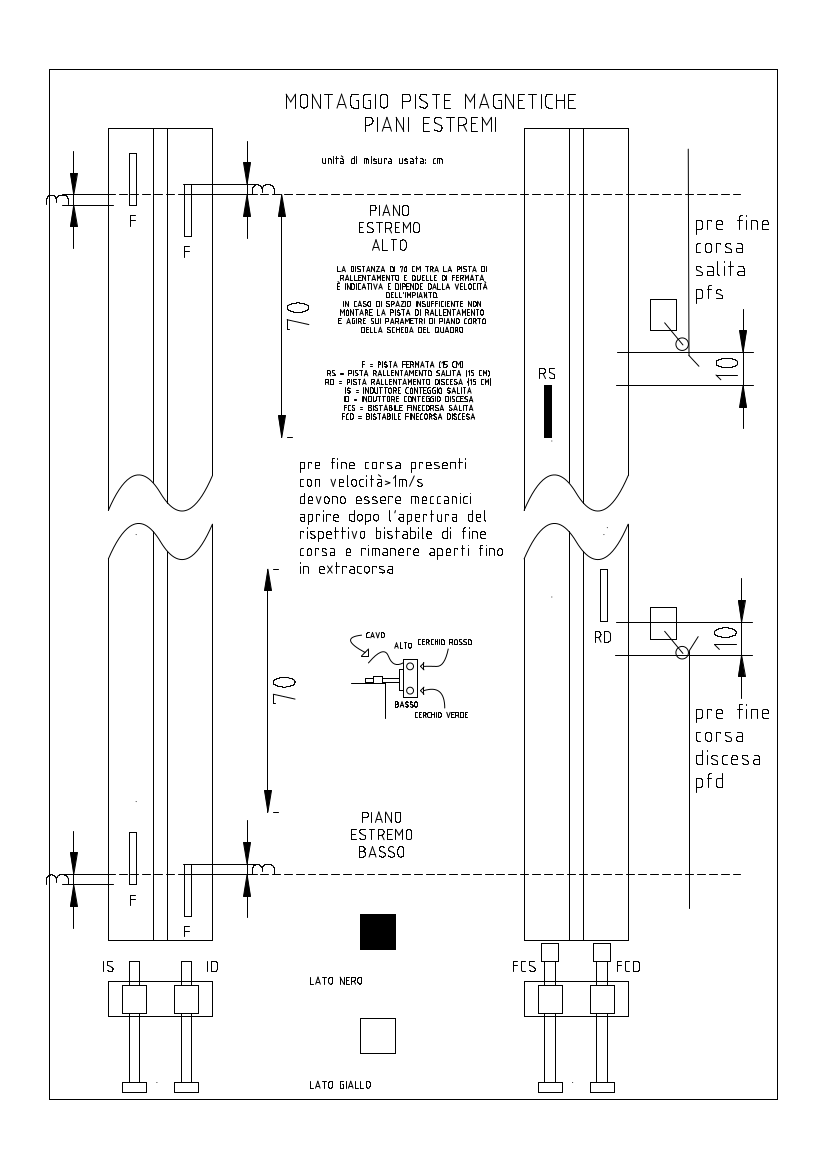 MONTAGGIO PISTE MAGNETICHE
PIANI ESTREMI
unità di misura usata: cm
3
3
F
F
PIANO
ESTREMO
ALTO
pre fine
corsa
salita
pfs
LA DISTANZA DI 70 CM TRA LA PISTA DI
RALLENTAMENTO E QUELLE DI FERMATA
È INDICATIVA E DIPENDE DALLA VELOCITÀ
DELL'IMPIANTO.
IN CASO DI SPAZIO INSUFFICIENTE NON
MONTARE LA PISTA DI RALLENTAMENTO
E AGIRE SUI PARAMETRI DI PIANO CORTO
DELLA SCHEDA DEL QUADRO
70
10
F = PISTA FERMATA (15 CM)
RS = PISTA RALLENTAMENTO SALITA (15 CM)
RD = PISTA RALLENTAMENTO DISCESA (15 CM)
IS = INDUTTORE CONTEGGIO SALITA
ID = INDUTTORE CONTEGGIO DISCESA
FCS = BISTABILE FINECORSA SALITA
FCD = BISTABILE FINECORSA DISCESA
RS
pre fine corsa presenti
con velocità>1m/s
devono essere meccanici
aprire dopo l'apertura del
rispettivo bistabile di fine
corsa e rimanere aperti fino
in extracorsa
RD
10
CAVO
ALTO
CERCHIO ROSSO
70
BASSO
CERCHIO VERDE
pre fine
corsa
discesa
pfd
PIANO
ESTREMO
BASSO
3
3
F
F
IS
ID
FCS
FCD
LATO NERO
LATO GIALLO